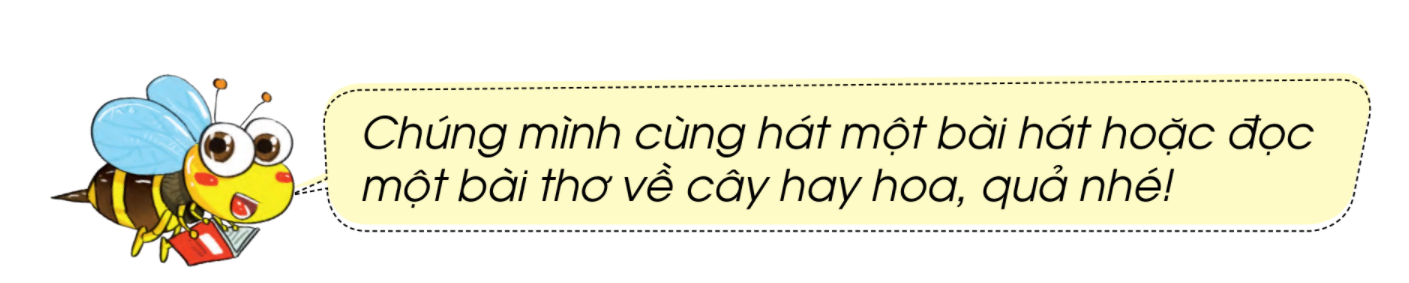 Chúng mình cùng hát một bài hát hoặc đọc
một bài thơ về cây hay hoa, quả nhé!